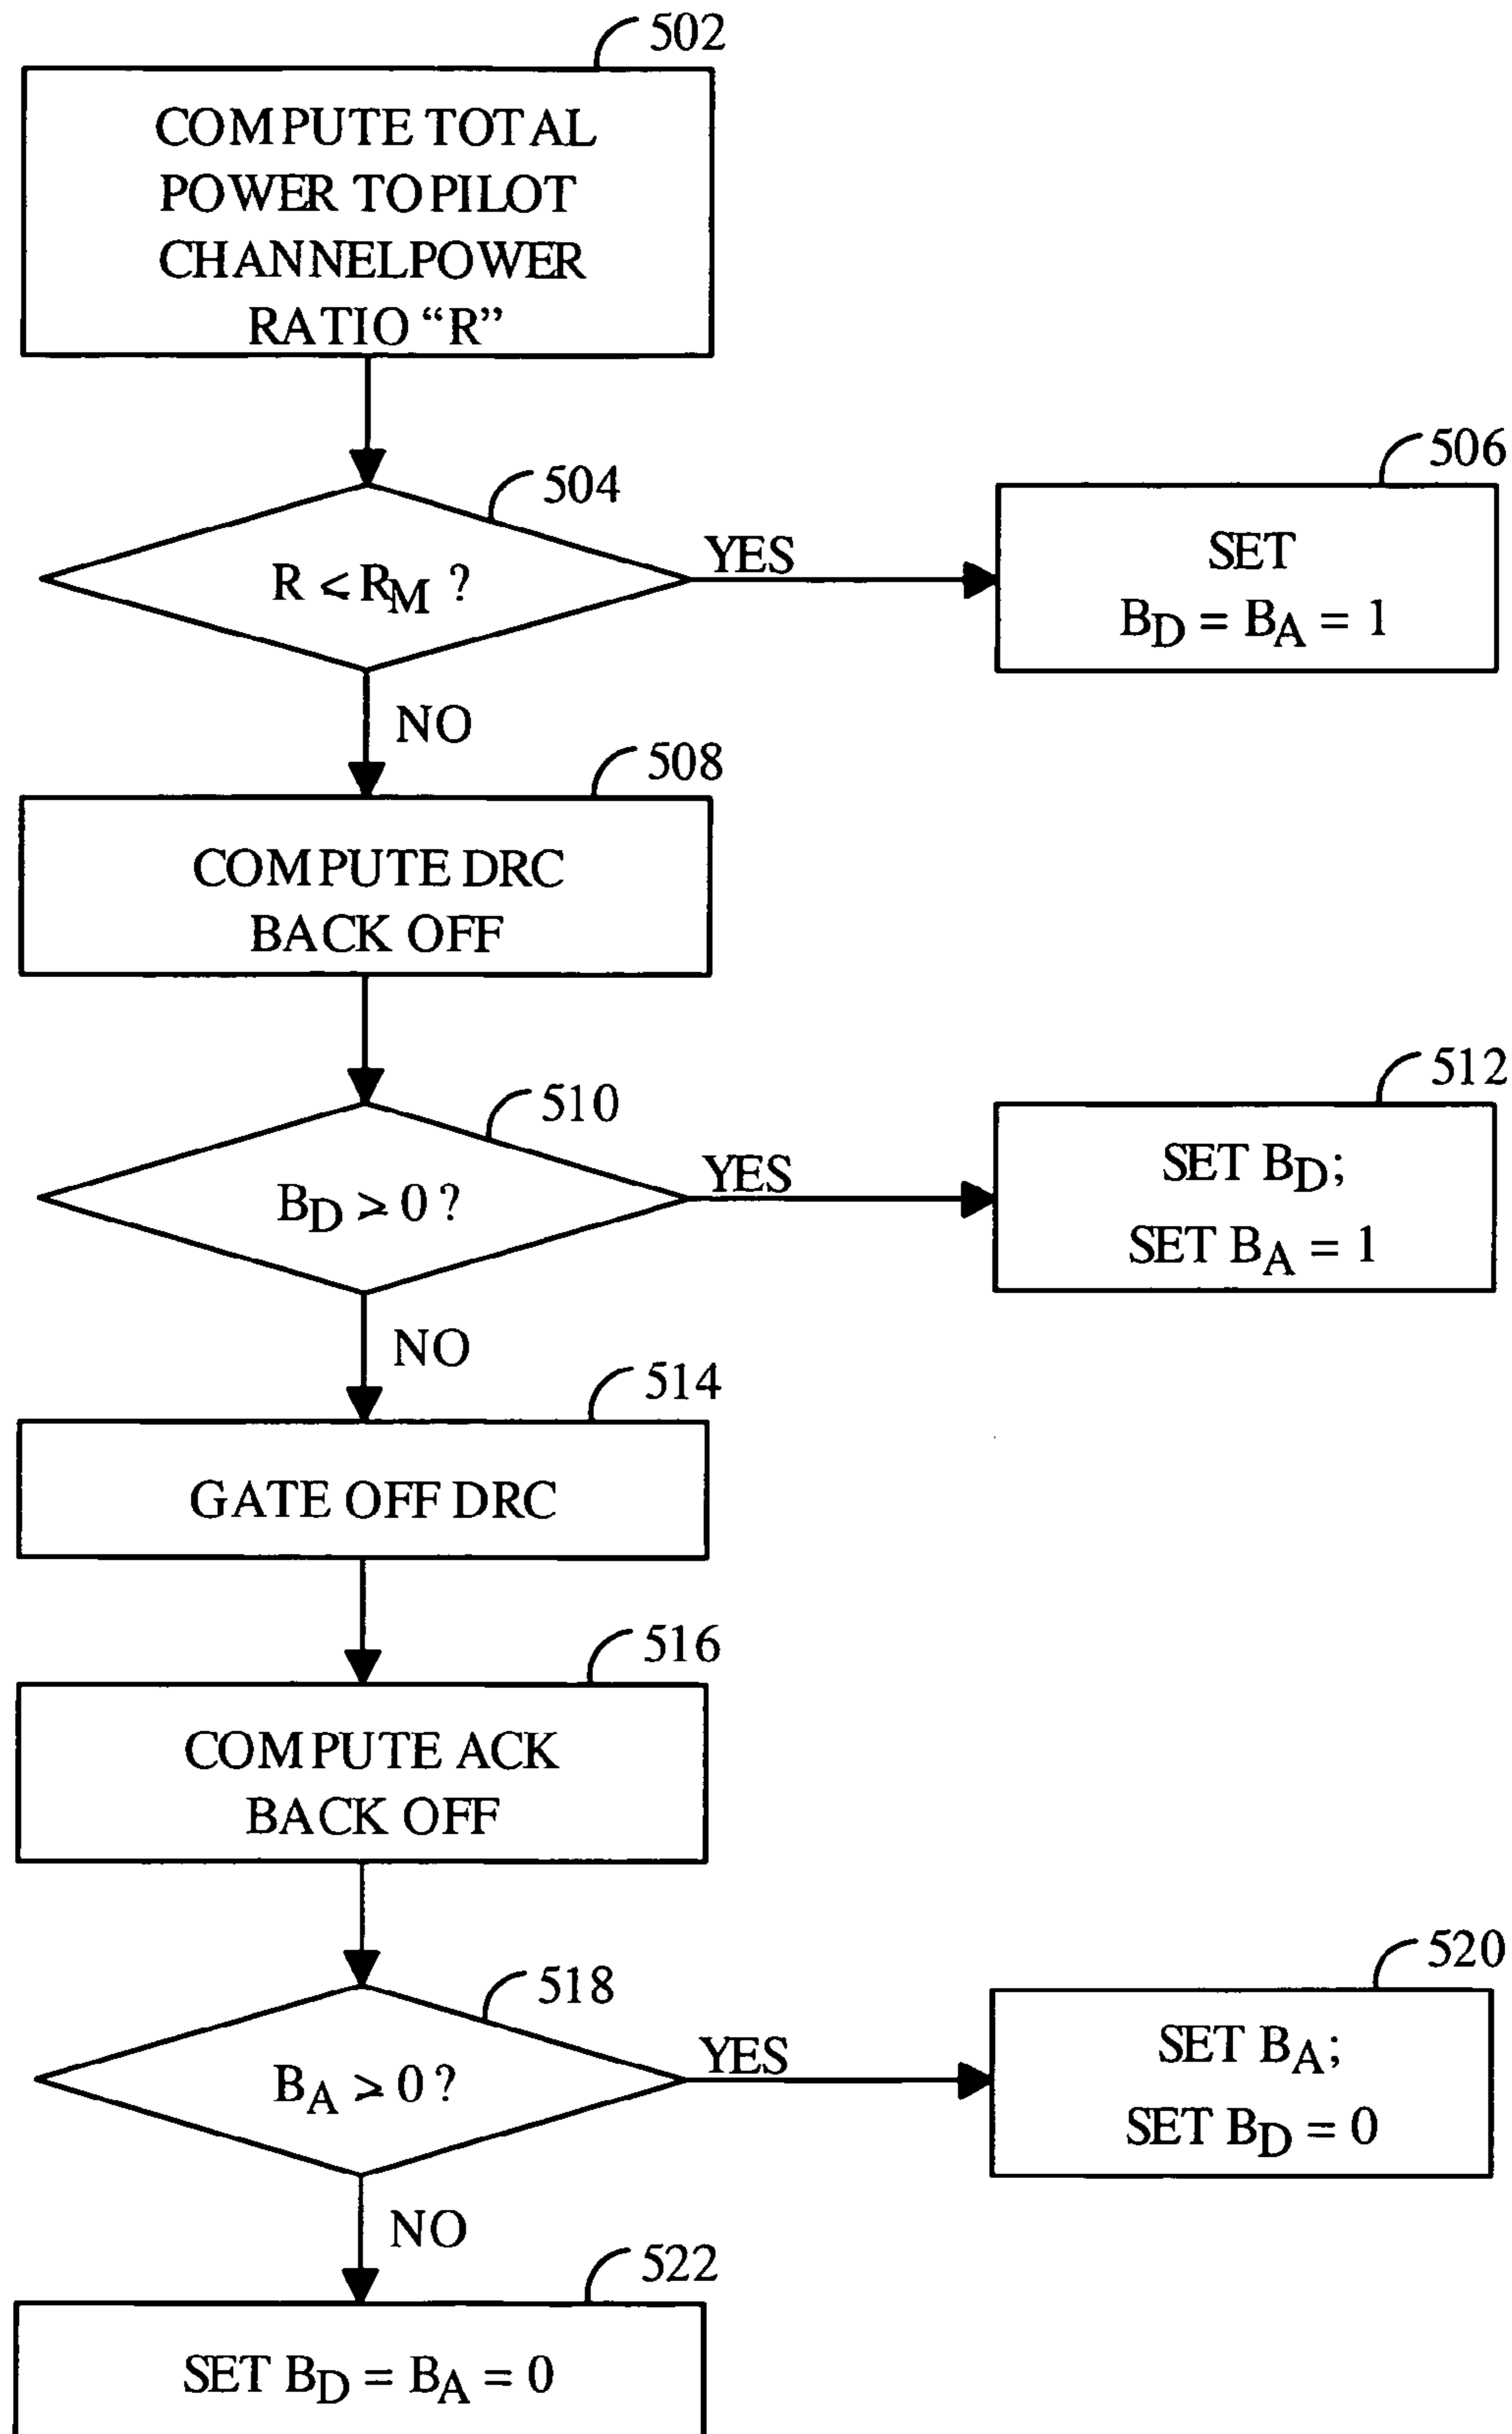 502
COMPUTE TOTAL
POWER TO PILOT
CHANNELPOWER
RATIO “R”
504
R < RM ?
YES
506
SET
BD = BA = 1
NO
508
COMPUTE DRC
BACK OFF
510
BD > 0 ?
YES
512
SET BD;
SET BA = 1
NO
514
GATE OFF DRC
516
COMPUTE ACK
BACK OFF
518
BA > 0 ?
YES
520
SET BA;
SET BD = 0
NO
522
SET BD = BA = 0